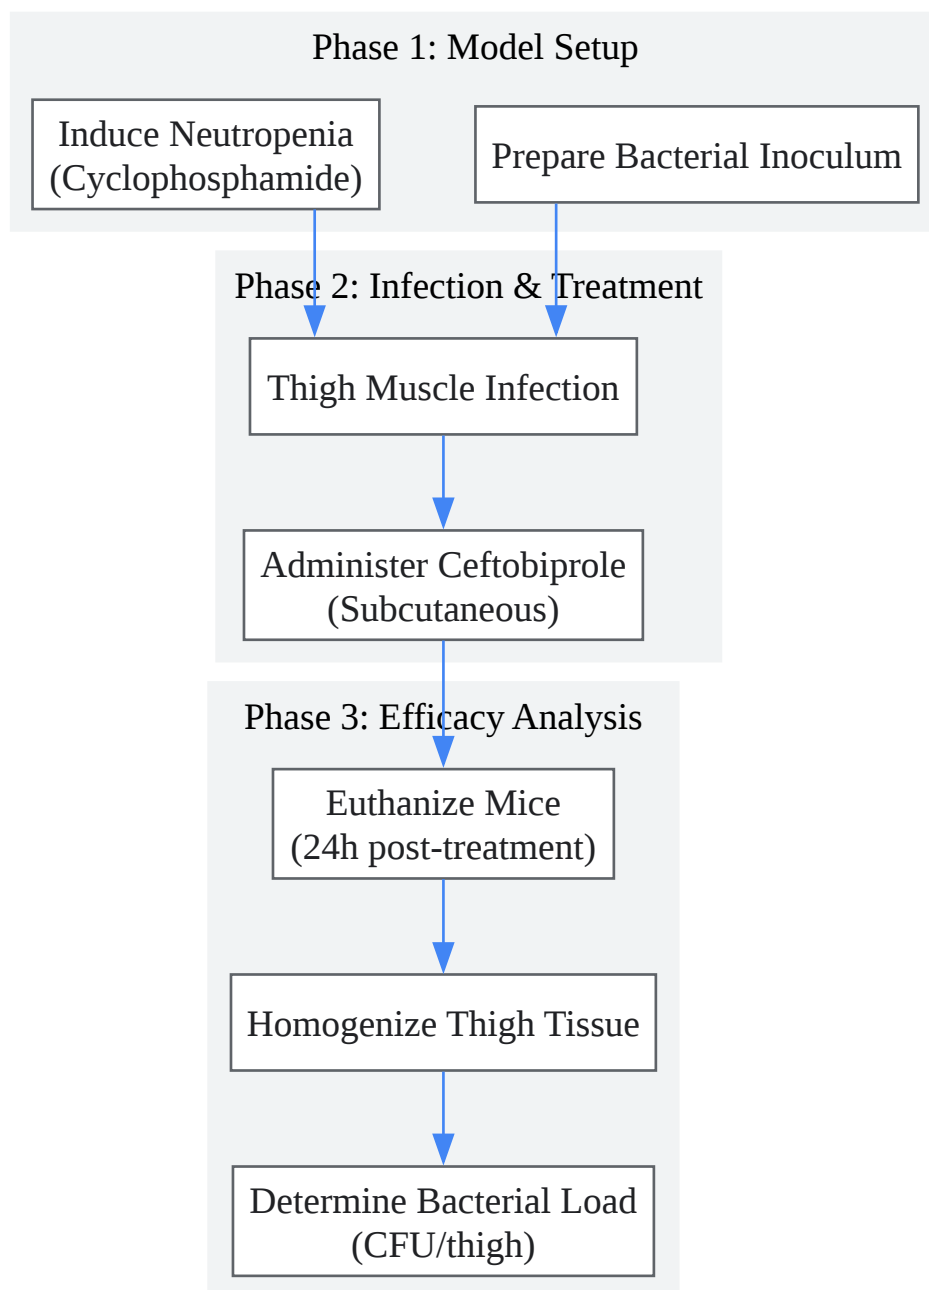 Phase 1: Model Setup
Induce Neutropenia
(Cyclophosphamide)
Prepare Bacterial Inoculum
Phase 2: Infection & Treatment
Thigh Muscle Infection
Administer Ceftobiprole
(Subcutaneous)
Phase 3: Efficacy Analysis
Euthanize Mice
(24h post-treatment)
Homogenize Thigh Tissue
Determine Bacterial Load
(CFU/thigh)